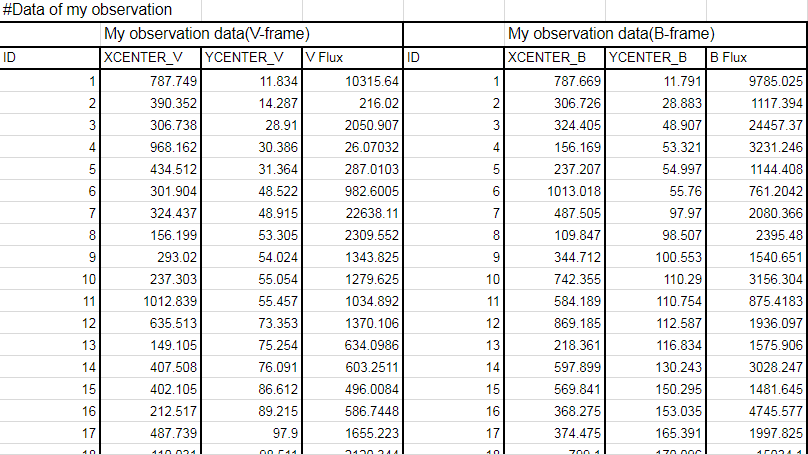 #Data of my observation
My observation data(V-frame) My observation data(B-frame)
ID XCENTER_V YCENTER_V V Flux ID XCENTER_B YCENTER_B B Flux
1 787.749 11.834 10315.64 1 787.669 11.791 9785.025
2 390.352 14.287 216.02 2 306.726 28.883 1117.394
3 306.738 28.91 2050.907 3 324.405 48.907 24457.37
4 968.162 30.386 26.07032 4 156.169 53.321 3231.246
5 434.512 31.364 287.0103 5 237.207 54.997 1144.408
6 301.904 48.522 982.6005 6 1013.018 55.76 761.2042
7 324.437 48.915 22638.11 7 487.505 97.97 2080.366
8 156.199 53.305 2309.552 8 109.847 98.507 2395.48
9 293.02 54.024 1343.825 9 344.712 100.553 1540.651
10 237.303 55.054 1279.625 10 742.355 110.29 3156.304
11 1012.839 55.457 1034.892 11 584.189 110.754 875.4183
12 635.513 73.353 1370.106 12 869.185 112.587 1936.097
13 149.105 75.254 634.0986 13 218.361 116.834 1575.906
14 407.508 76.091 603.2511 14 597.899 130.243 3028.247
15 402.105 86.612 496.0084 15 569.841 150.295 1481.645
16 212.517 89.215 586.7448 16 368.275 153.035 4745.577
17 487.739 97.9 1655.223 17 374.475 165.391 1997.825